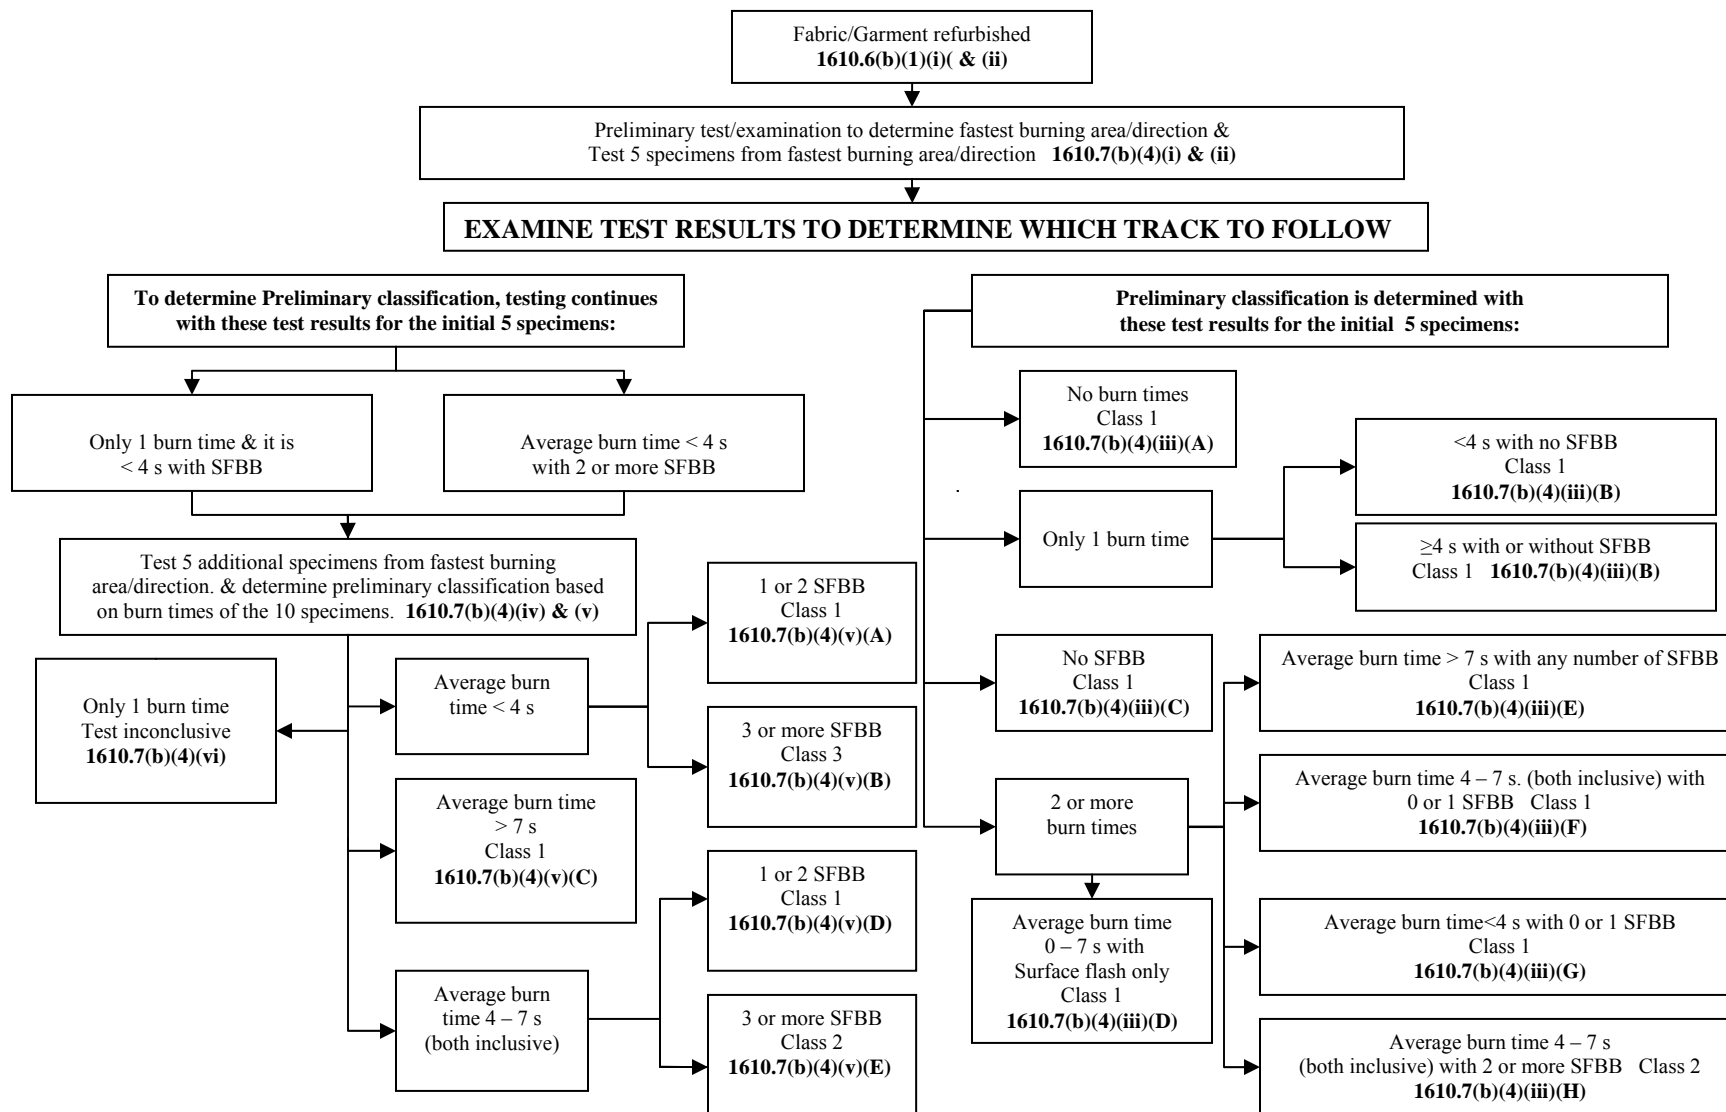 Fabric/Garment refurbished
1610.6(b)(1)(i)( & (ii)
Preliminary test/examination to determine fastest burning area/direction &
Test 5 specimens from fastest burning area/direction   1610.7(b)(4)(i) & (ii)
EXAMINE TEST RESULTS TO DETERMINE WHICH TRACK TO FOLLOW
To determine Preliminary classification, testing continues
with these test results for the initial 5 specimens:
Only 1 burn time & it is
< 4 s with SFBB
Average burn time < 4 s
with 2 or more SFBB
Test 5 additional specimens from fastest burning
area/direction. & determine preliminary classification based
on burn times of the 10 specimens.  1610.7(b)(4)(iv) & (v)
Only 1 burn time
Test inconclusive
1610.7(b)(4)(vi)
Average burn
time < 4 s
1 or 2 SFBB
Class 1
1610.7(b)(4)(v)(A)
3 or more SFBB
Class 3
1610.7(b)(4)(v)(B)
Average burn time
> 7 s
Class 1
1610.7(b)(4)(v)(C)
Average burn
time 4 – 7 s
(both inclusive)
1 or 2 SFBB
Class 1
1610.7(b)(4)(v)(D)
3 or more SFBB
Class 2
1610.7(b)(4)(v)(E)
Preliminary classification is determined with
these test results for the initial  5 specimens:
No burn times
Class 1
1610.7(b)(4)(iii)(A)
Only 1 burn time
<4 s with no SFBB
Class 1
1610.7(b)(4)(iii)(B)
≥4 s with or without SFBB
Class 1   1610.7(b)(4)(iii)(B)
No SFBB
Class 1
1610.7(b)(4)(iii)(C)
2 or more
burn times
Average burn time
0 – 7 s with
Surface flash only
Class 1
1610.7(b)(4)(iii)(D)
Average burn time > 7 s with any number of SFBB
Class 1
1610.7(b)(4)(iii)(E)
Average burn time 4 – 7 s. (both inclusive) with
0 or 1 SFBB   Class 1
1610.7(b)(4)(iii)(F)
Average burn time<4 s with 0 or 1 SFBB
Class 1
1610.7(b)(4)(iii)(G)
Average burn time 4 – 7 s
(both inclusive) with 2 or more SFBB   Class 2
1610.7(b)(4)(iii)(H)